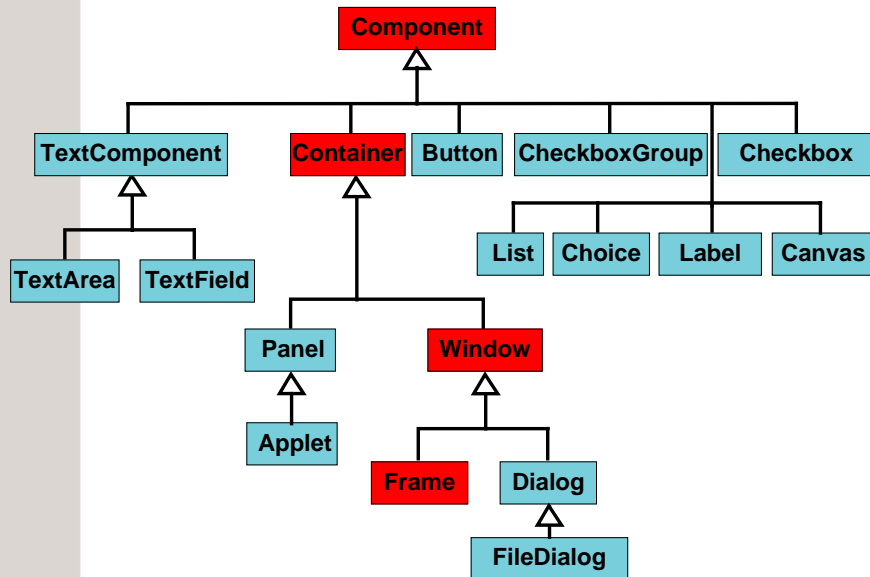 Component
TextComponent
Container
Button
CheckboxGroup
Checkbox
List
Choice
Label
Canvas
TextArea
TextField
Panel
Window
Applet
Frame
Dialog
FileDialog